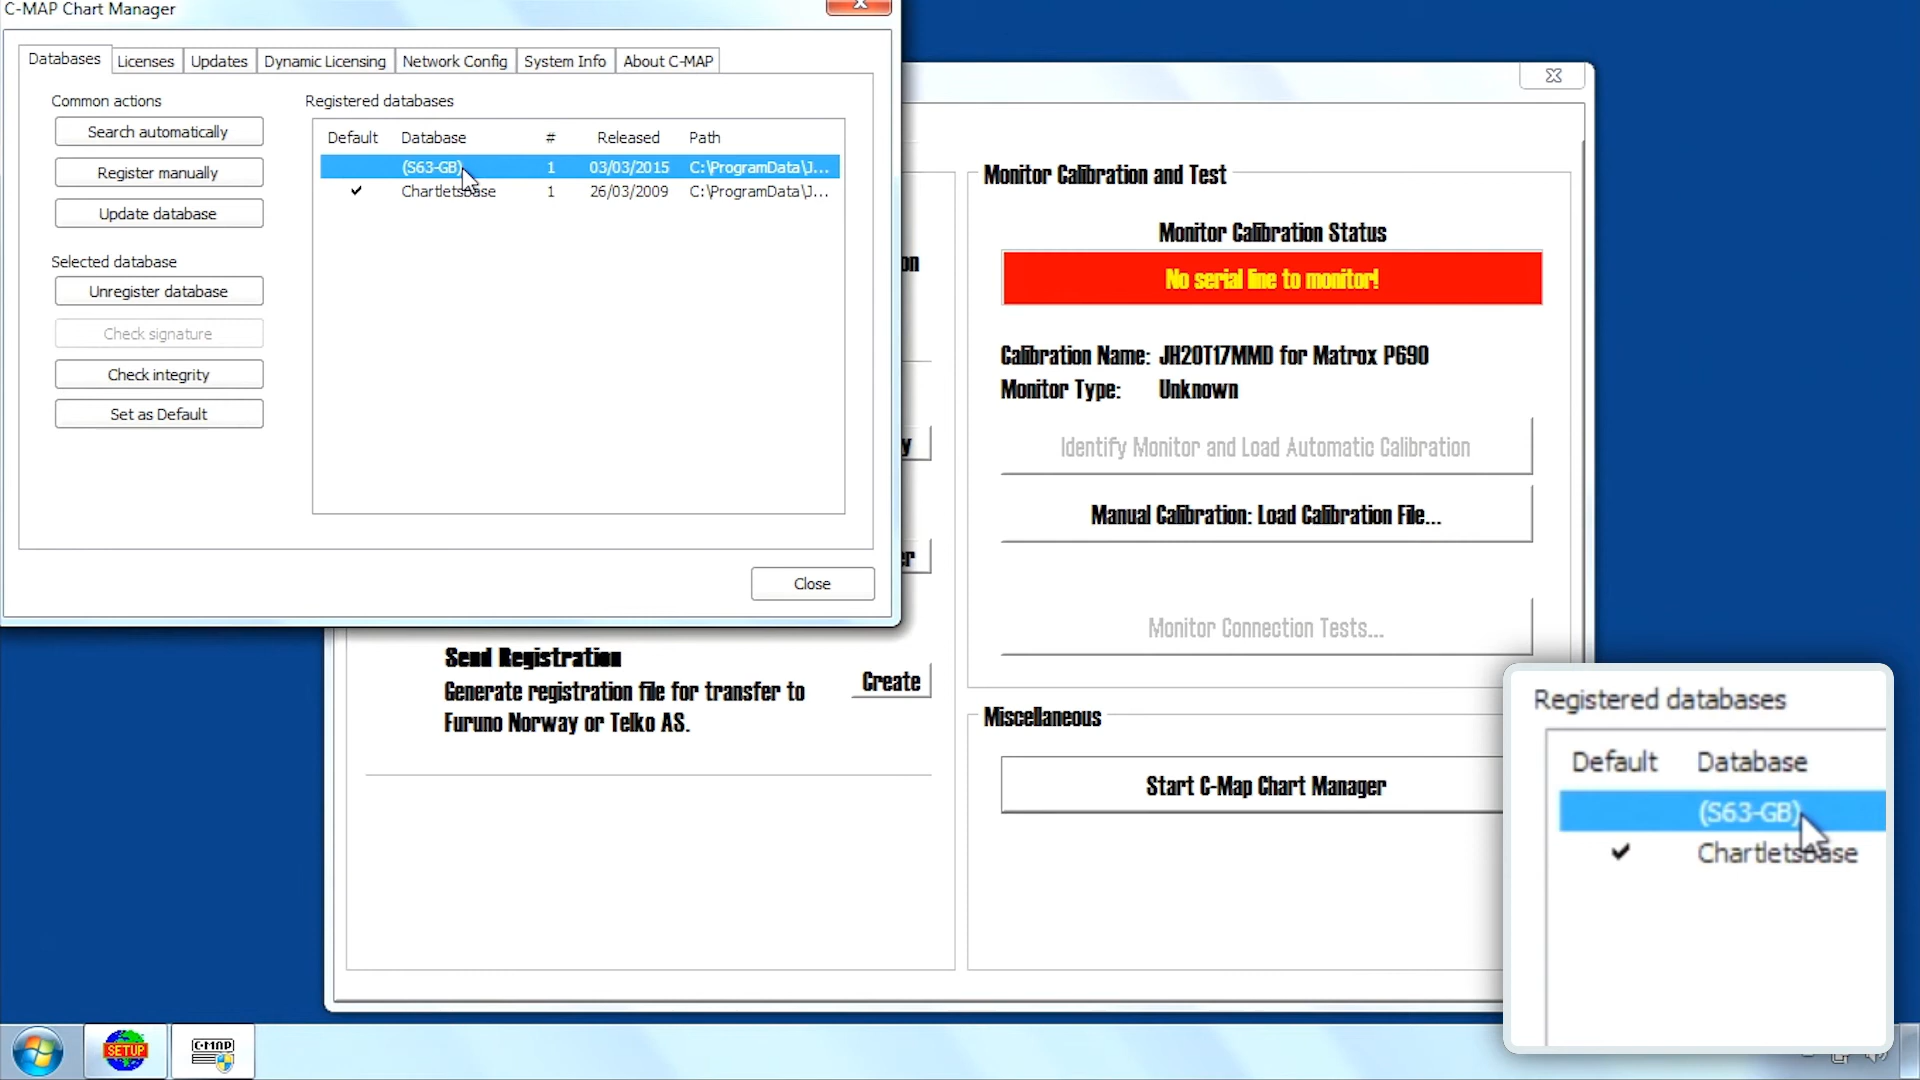 C-MAP Chart Manager
Databases
Licenses
Updates
Dynamic Licensing
Network Config
System Info
About C-MAP
Common actions
Search automatically
Register manually
Update database
Selected database
Unregister database
Check signature
Check integrity
Set as Default
Registered databases
Default Database # Released Path
(S63-GB) 1 03/03/2015 C:\ProgramData\J...
ChartletsBase 1 26/03/2009 C:\ProgramData\J...
Close
on
y
er
Send Registration
Generate registration file for transfer to
Furuno Norway or Telko AS.
Create
Monitor Calibration and Test
Monitor Calibration Status
No serial line to monitor!
Calibration Name: JH20T17MMD for Matrox P690
Monitor Type: Unknown
Identify Monitor and Load Automatic Calibration
Manual Calibration: Load Calibration File...
Monitor Connection Tests...
Miscellaneous
Start C-Map Chart Manager
Registered databases
Default Database
(S63-GB)
ChartletsBase
SETUP
C-MAP